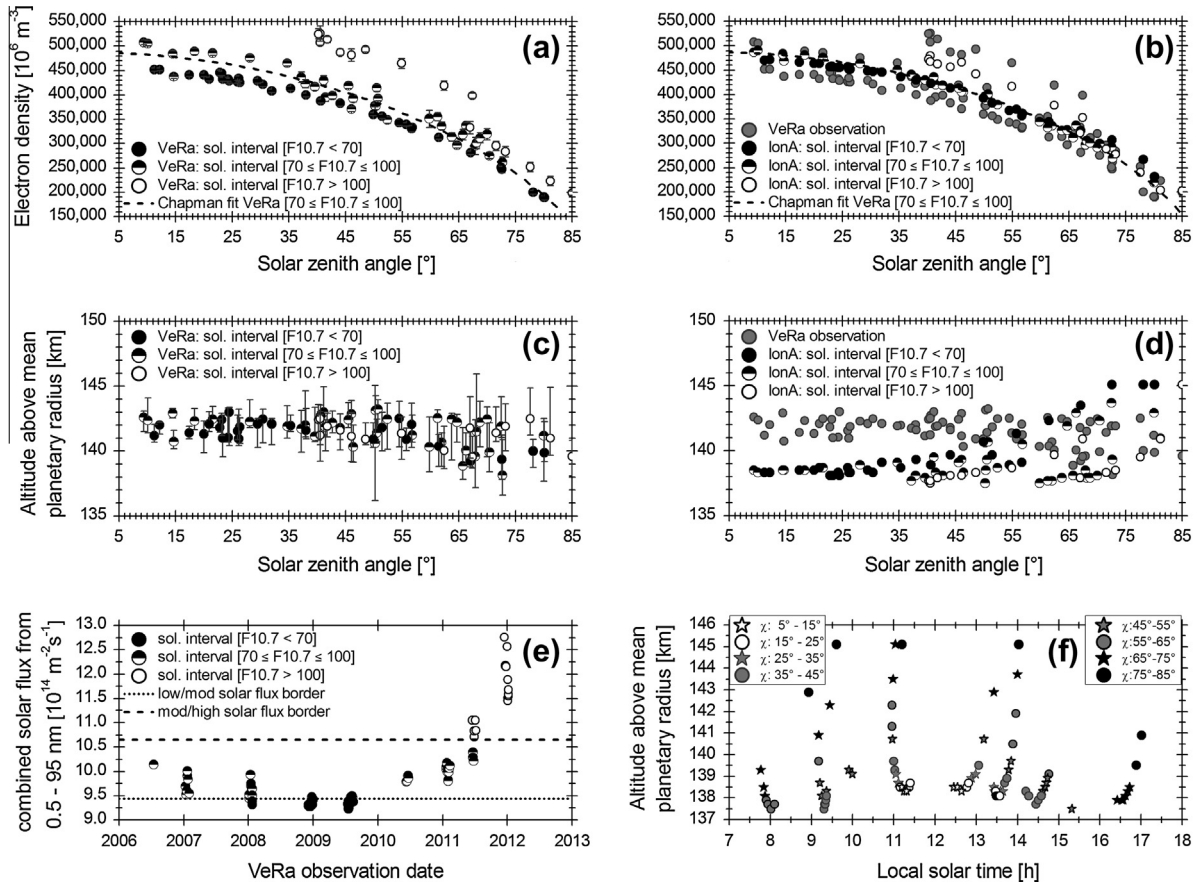 (a)
Electron density [10⁶ m⁻³]
550,000
500,000
450,000
400,000
350,000
300,000
250,000
200,000
150,000
VeRa: sol. interval [F10.7 < 70]
VeRa: sol. interval [70 ≤ F10.7 ≤ 100]
VeRa: sol. interval [F10.7 > 100]
Chapman fit VeRa [70 ≤ F10.7 ≤ 100]
5 15 25 35 45 55 65 75 85
Solar zenith angle [°]
(b)
550,000
500,000
450,000
400,000
350,000
300,000
250,000
200,000
150,000
VeRa observation
IonA: sol. interval [F10.7 < 70]
IonA: sol. interval [70 ≤ F10.7 ≤ 100]
IonA: sol. interval [F10.7 > 100]
Chapman fit VeRa [70 ≤ F10.7 ≤ 100]
5 15 25 35 45 55 65 75 85
Solar zenith angle [°]
(c)
Altitude above mean
planetary radius [km]
150
145
140
135
VeRa: sol. interval [F10.7 < 70]
VeRa: sol. interval [70 ≤ F10.7 ≤ 100]
VeRa: sol. interval [F10.7 > 100]
5 15 25 35 45 55 65 75 85
Solar zenith angle [°]
(d)
150
145
140
135
VeRa observation
IonA: sol. interval [F10.7 < 70]
IonA: sol. interval [70 ≤ F10.7 ≤ 100]
IonA: sol. interval [F10.7 > 100]
5 15 25 35 45 55 65 75 85
Solar zenith angle [°]
(e)
combined solar flux from
0.5 - 95 nm [10¹⁴ m⁻²s⁻¹]
13.0
12.5
12.0
11.5
11.0
10.5
10.0
9.5
9.0
sol. interval [F10.7 < 70]
sol. interval [70 ≤ F10.7 ≤ 100]
sol. interval [F10.7 > 100]
low/mod solar flux border
mod/high solar flux border
2006 2007 2008 2009 2010 2011 2012 2013
VeRa observation date
(f)
Altitude above mean
planetary radius [km]
146
145
144
143
142
141
140
139
138
137
χ: 5° - 15°
χ: 15° - 25°
χ: 25° - 35°
χ: 35° - 45°
χ:45°-55°
χ:55°-65°
χ:65°-75°
χ:75°-85°
7 8 9 10 11 12 13 14 15 16 17 18
Local solar time [h]